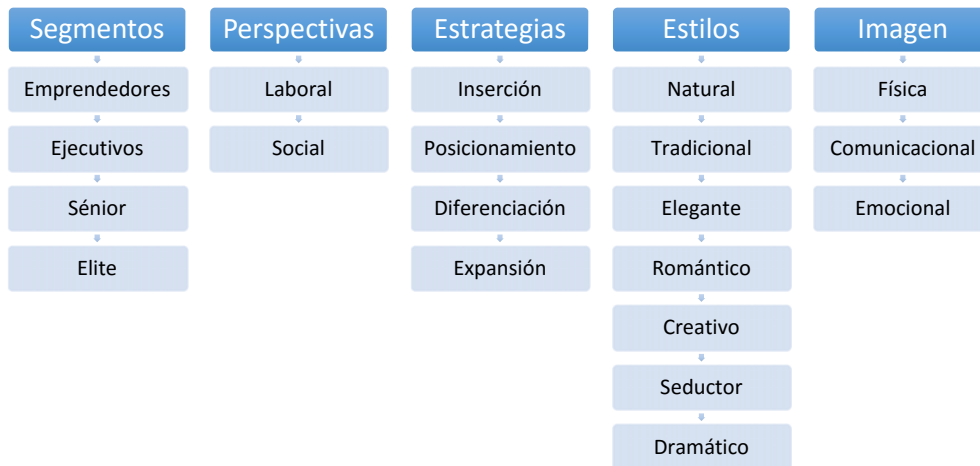 Segmentos
Emprendedores
Ejecutivos
Sénior
Elite
Perspectivas
Laboral
Social
Estrategias
Inserción
Posicionamiento
Diferenciación
Expansión
Estilos
Natural
Tradicional
Elegante
Romántico
Creativo
Seductor
Dramático
Imagen
Física
Comunicacional
Emocional